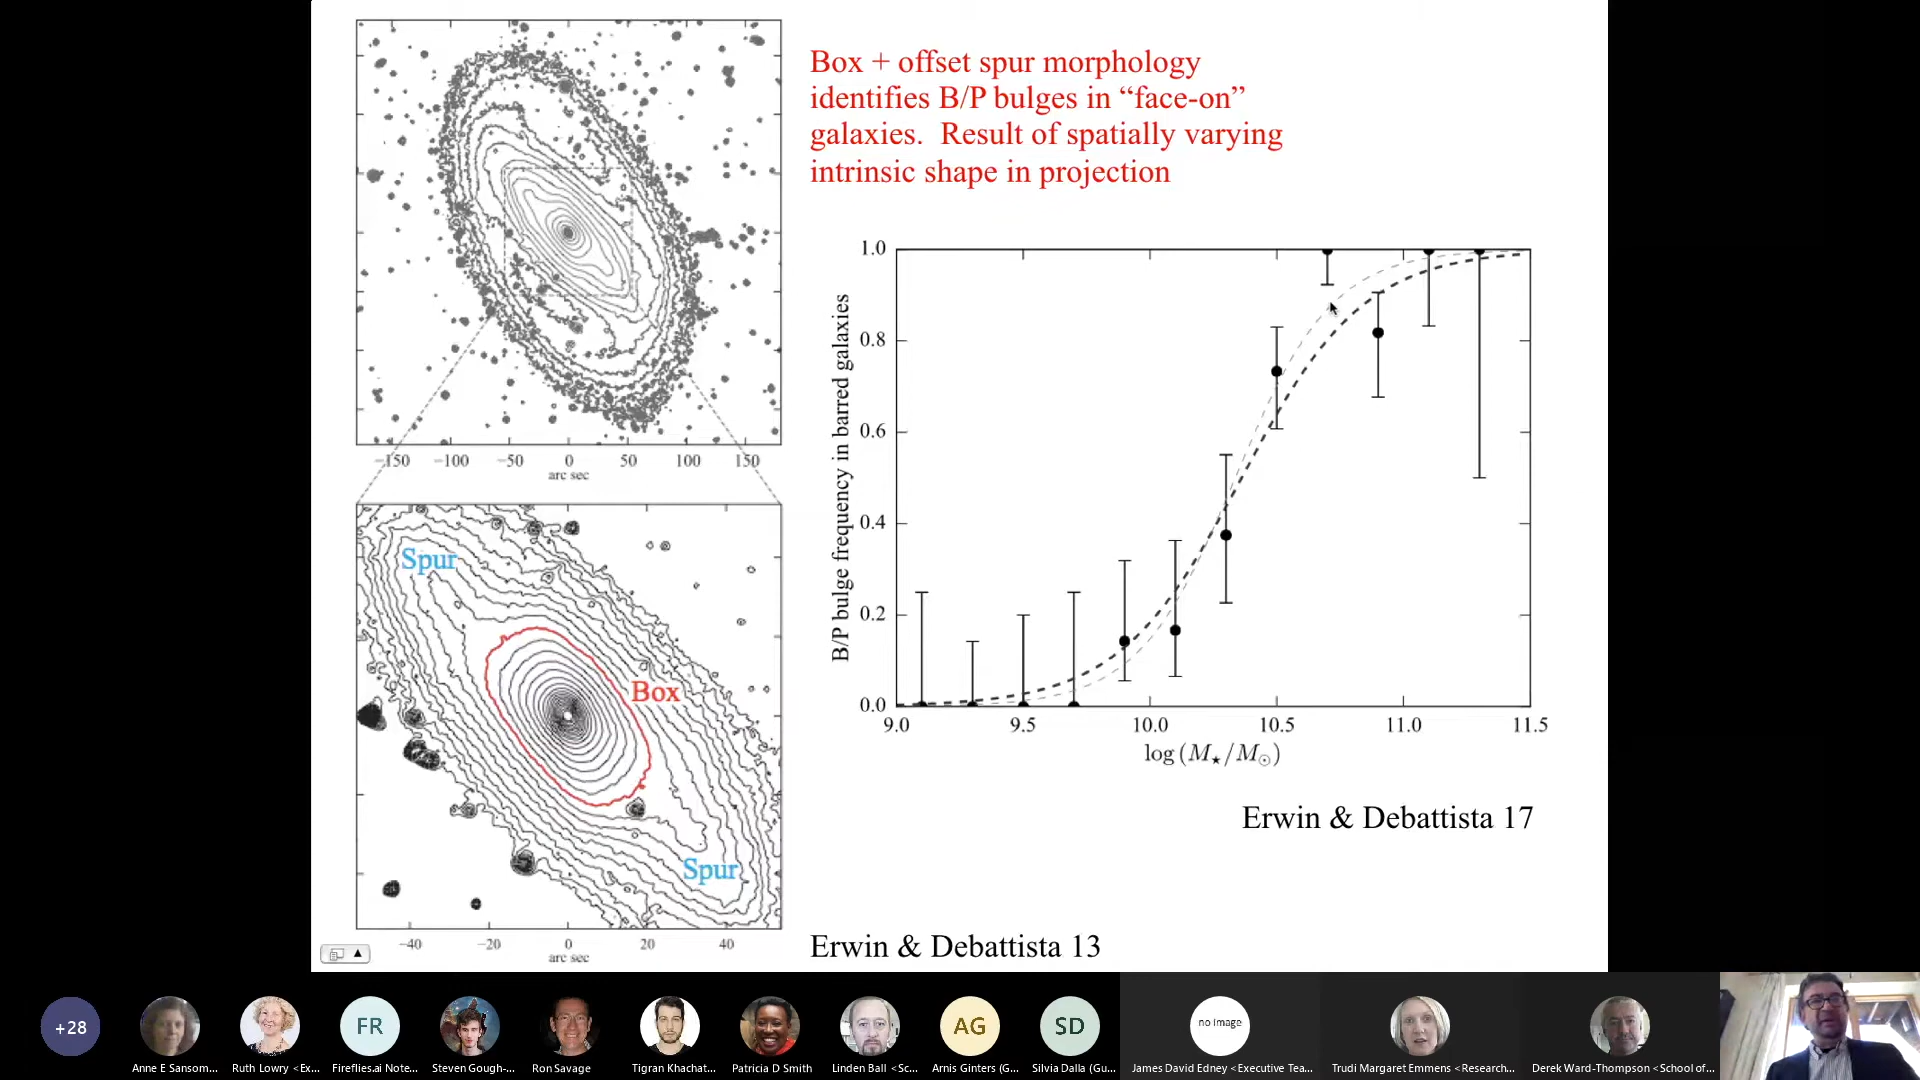 Box + offset spur morphology
identifies B/P bulges in “face-on”
galaxies. Result of spatially varying
intrinsic shape in projection
−150 −100 −50 0 50 100 150
arc sec
Spur
Box
Spur
−40 −20 0 20 40
arc sec
B/P bulge frequency in barred galaxies
1.0
0.8
0.6
0.4
0.2
0.0
9.0 9.5 10.0 10.5 11.0 11.5
log (M⋆/M⊙)
Erwin & Debattista 17
Erwin & Debattista 13
+28
FR
AG
SD
no image
Anne E Sansom...
Ruth Lowry <Ex...
Fireflies.ai Note...
Steven Gough-...
Ron Savage
Tigran Khachat...
Patricia D Smith
Linden Ball <Sc...
Arnis Ginters (G...
Silvia Dalla (Gu...
James David Edney <Executive Tea...
Trudi Margaret Emmens <Research...
Derek Ward-Thompson <School of...